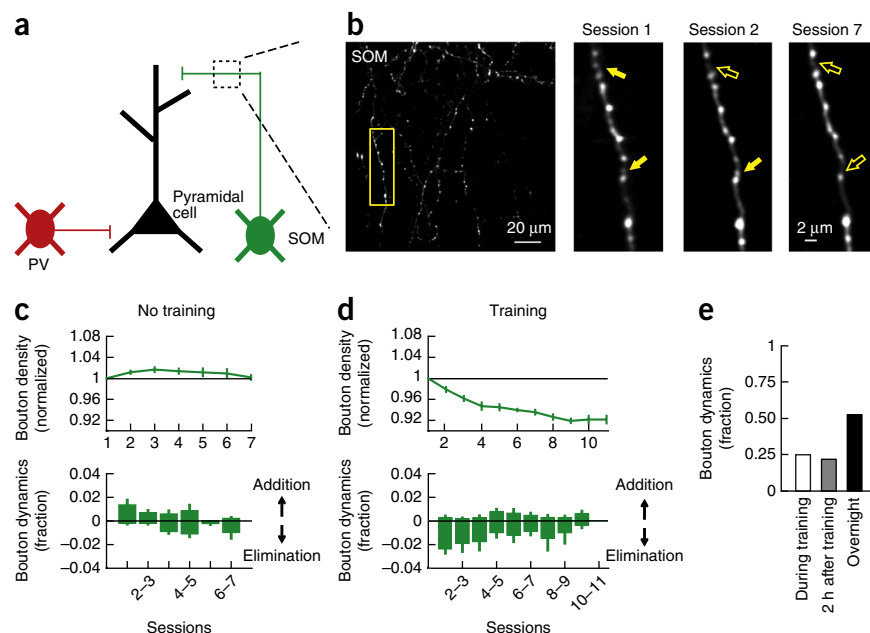 a
Pyramidal
cell
PV
SOM
b
SOM
20 µm
Session 1
Session 2
Session 7
2 µm
c
No training
Bouton density
(normalized)
1.08
1.04
1
0.96
0.92
1 2 3 4 5 6 7
Bouton dynamics
(fraction)
0.04
0.02
0
–0.02
–0.04
Addition
Elimination
2–3 4–5 6–7
Sessions
d
Training
Bouton density
(normalized)
1.08
1.04
1
0.96
0.92
2 4 6 8 10
Bouton dynamics
(fraction)
0.04
0.02
0
–0.02
–0.04
Addition
Elimination
2–3 4–5 6–7 8–9 10–11
Sessions
e
Bouton dynamics
(fraction)
1
0.75
0.50
0.25
0
During training
2 h after training
Overnight